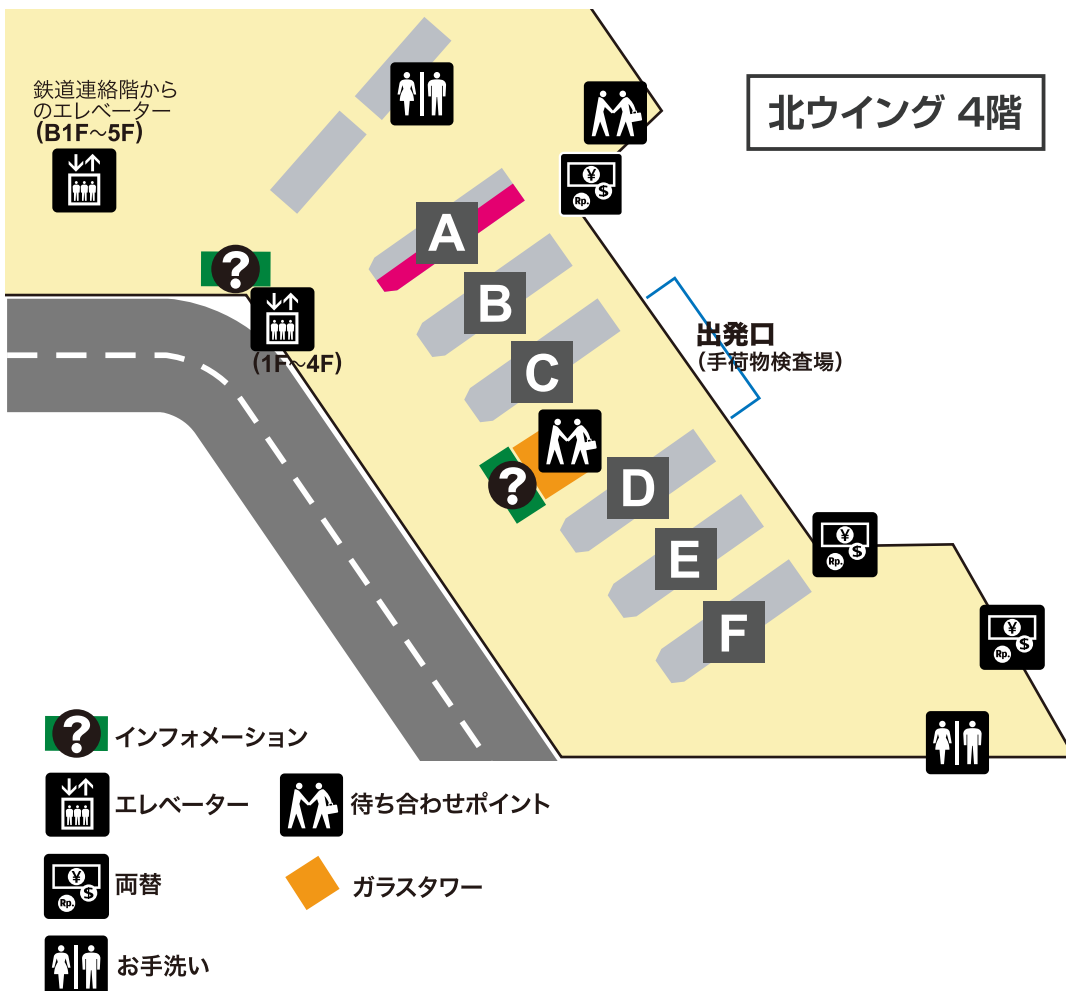 鉄道連絡階から
のエレベーター
(B1F～5F)
北ウイング 4階
¥
$
Rp.
A
B
?
(1F～4F)
C
出発口
(手荷物検査場)
?
D
E
¥
$
Rp.
F
¥
$
Rp.
? インフォメーション
エレベーター
待ち合わせポイント
¥
$
Rp.
両替
ガラスタワー
お手洗い